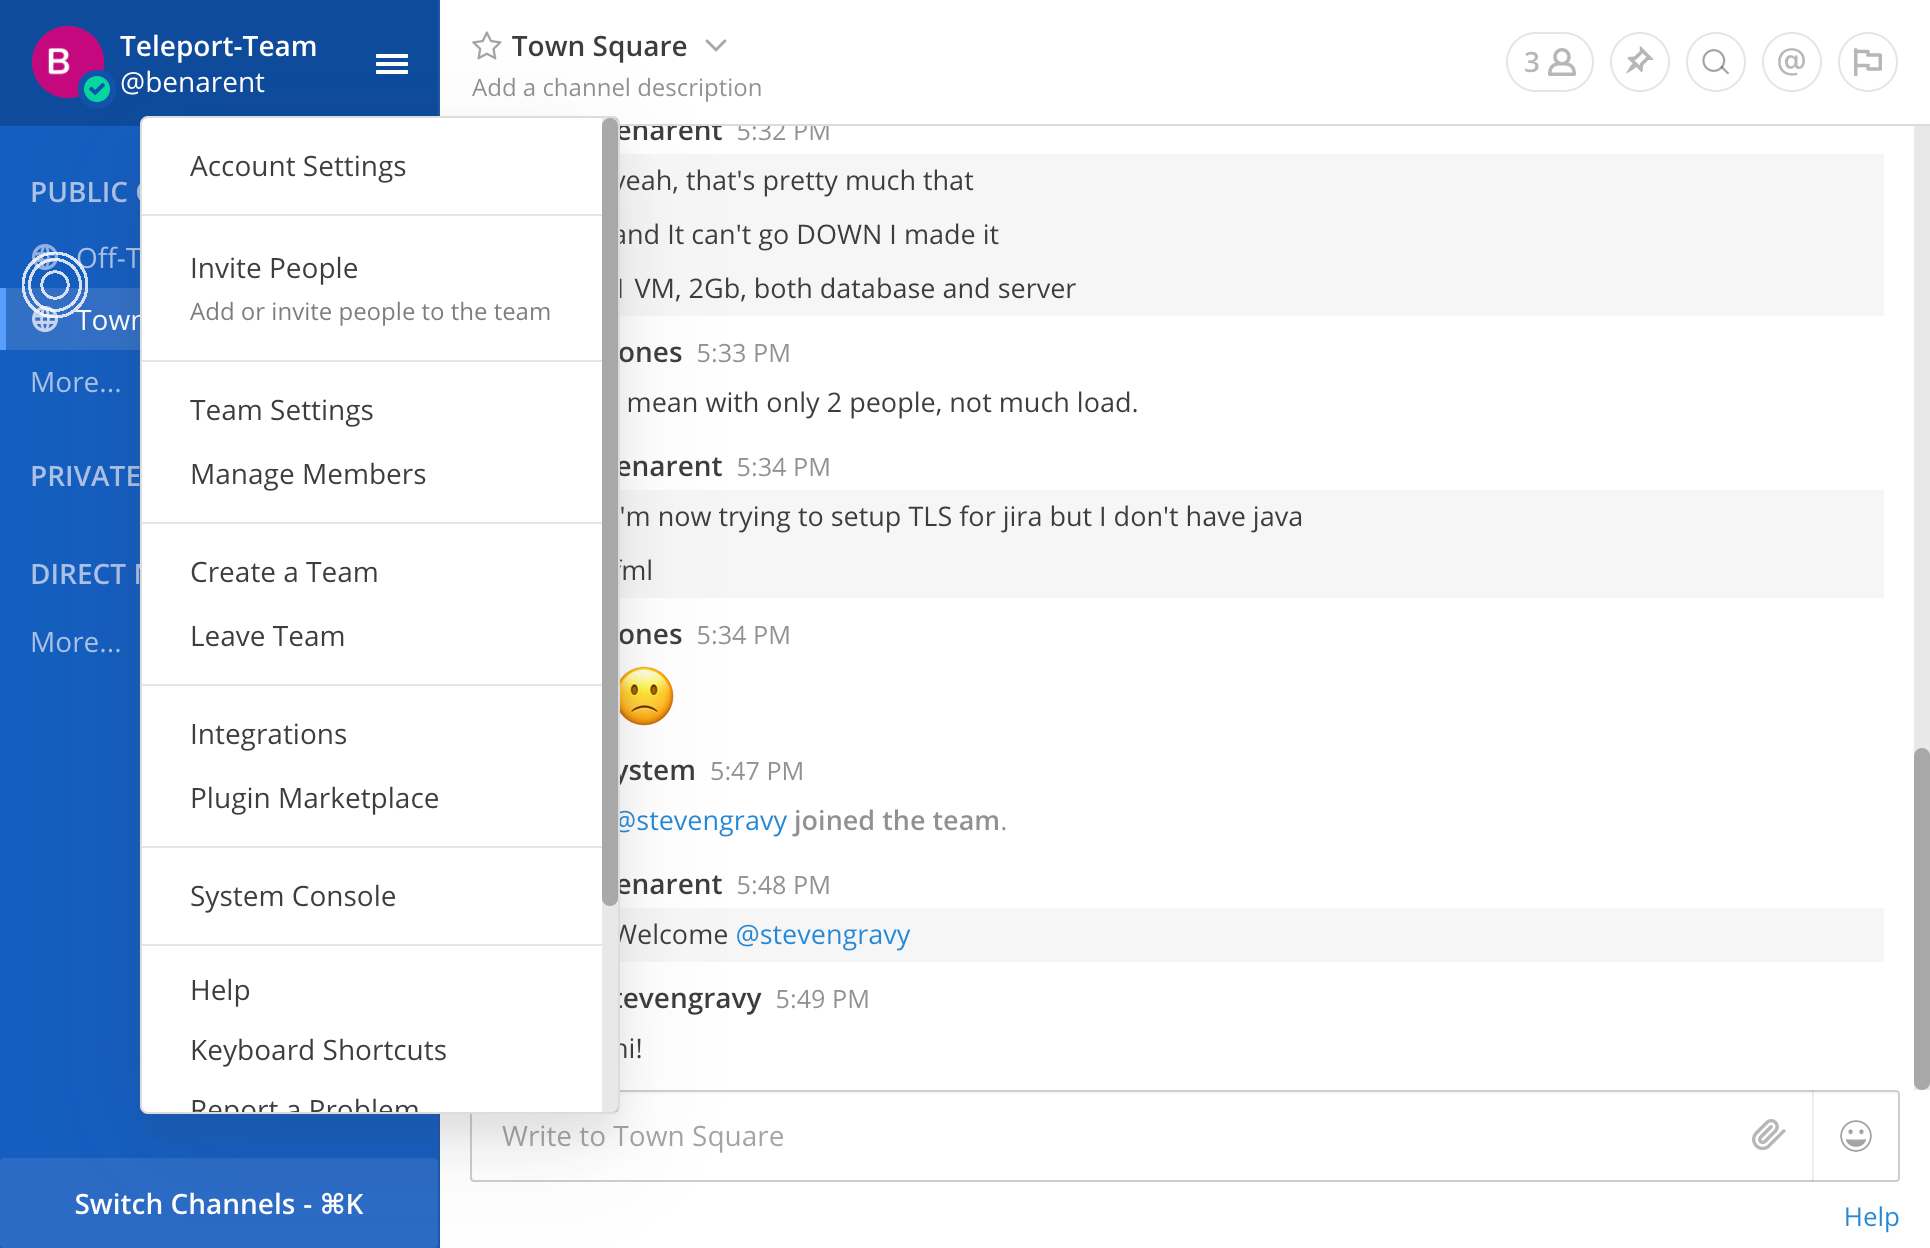 B
Teleport-Team
@benarent
PUBLIC
Off-T
Town
More...
PRIVATE
DIRECT
More...
Switch Channels - ⌘K
Account Settings
Invite People
Add or invite people to the team
Team Settings
Manage Members
Create a Team
Leave Team
Integrations
Plugin Marketplace
System Console
Help
Keyboard Shortcuts
Report a Problem
Town Square
Add a channel description
3
@
enarent 5:32 PM
yeah, that's pretty much that
and It can't go DOWN I made it
1 VM, 2Gb, both database and server
ones 5:33 PM
mean with only 2 people, not much load.
enarent 5:34 PM
'm now trying to setup TLS for jira but I don't have java
fml
ones 5:34 PM
ystem 5:47 PM
@stevengravy joined the team.
enarent 5:48 PM
Welcome @stevengravy
tevengravy 5:49 PM
hi!
Write to Town Square
Help